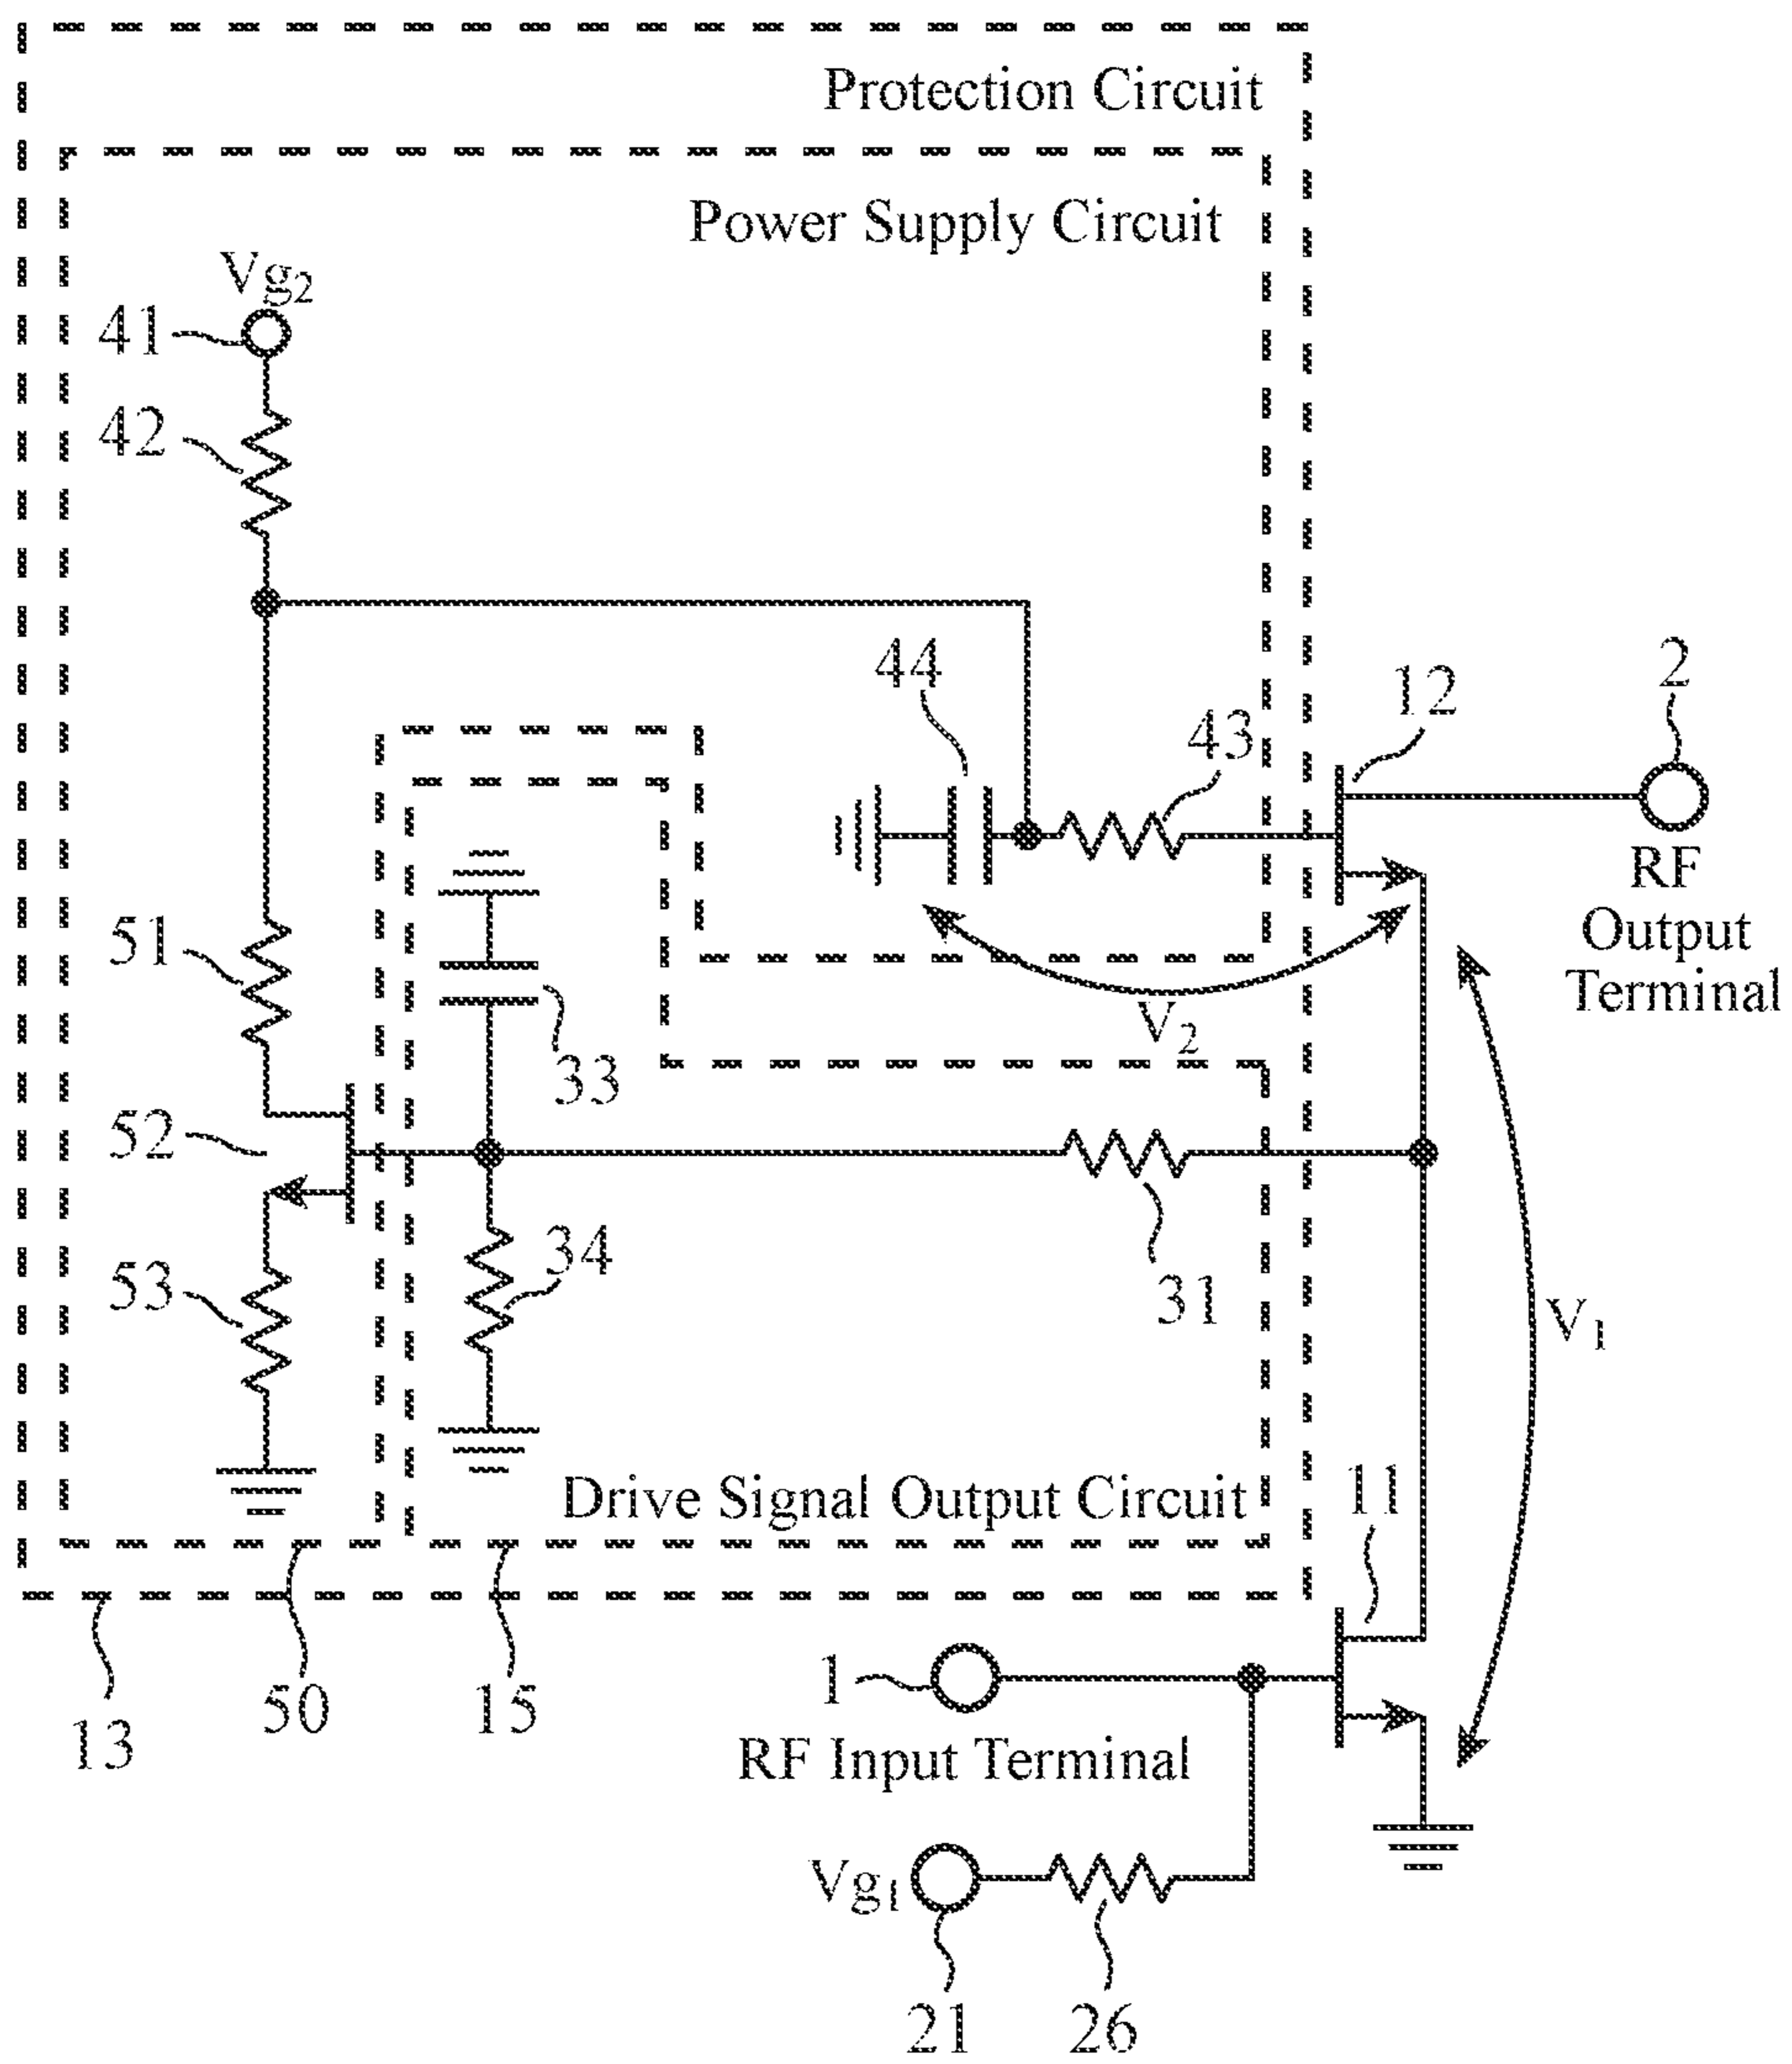 Protection Circuit
Power Supply Circuit
Vg2
41
42
44
43
12
2
RF
Output
Terminal
51
33
V2
52
34
31
53
V1
Drive Signal Output Circuit
11
13
50
15
1
RF Input Terminal
Vg1
21
26